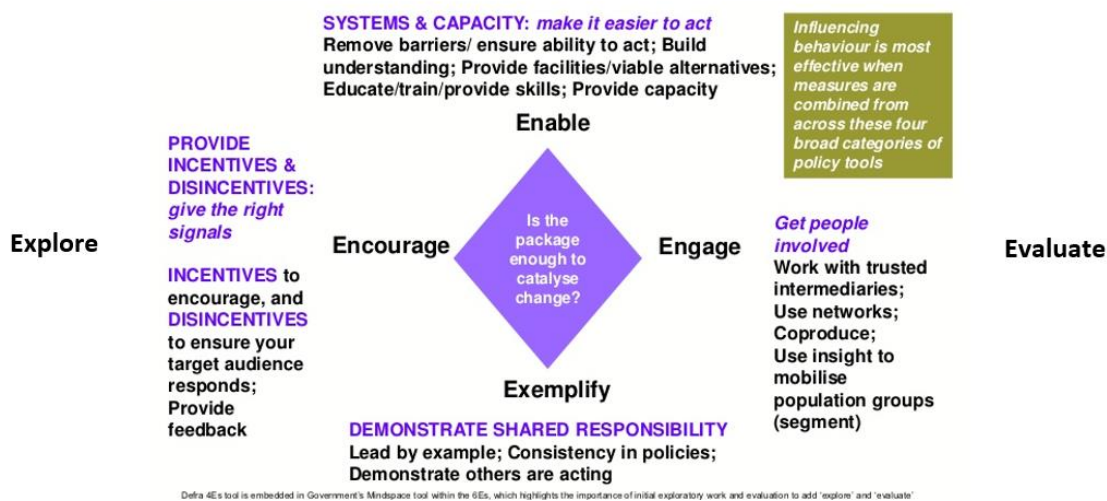 SYSTEMS & CAPACITY: make it easier to act
Remove barriers/ ensure ability to act; Build
understanding; Provide facilities/viable alternatives;
Educate/train/provide skills; Provide capacity
Influencing
behaviour is most
effective when
measures are
combined from
across these four
broad categories of
policy tools
Enable
PROVIDE
INCENTIVES &
DISINCENTIVES:
give the right
signals
INCENTIVES to
encourage, and
DISINCENTIVES
to ensure your
target audience
responds;
Provide
feedback
Explore
Encourage
Is the
package
enough to
catalyse
change?
Engage
Get people
involved
Work with trusted
intermediaries;
Use networks;
Coproduce;
Use insight to
mobilise
population groups
(segment)
Evaluate
Exemplify
DEMONSTRATE SHARED RESPONSIBILITY
Lead by example; Consistency in policies;
Demonstrate others are acting
Defra 4Es tool is embedded in Government's Mindspace tool within the 6Es, which highlights the importance of initial exploratory work and evaluation to add 'explore' and 'evaluate'